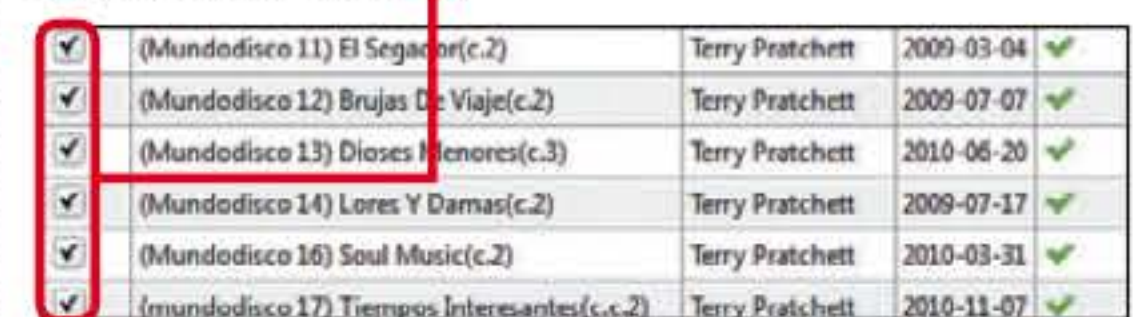 (Mundodisco 11) El Segador(c.2) Terry Pratchett 2009-03-04
(Mundodisco 12) Brujas De Viaje(c.2) Terry Pratchett 2009-07-07
(Mundodisco 13) Dioses Menores(c.3) Terry Pratchett 2010-06-20
(Mundodisco 14) Lores Y Damas(c.2) Terry Pratchett 2009-07-17
(Mundodisco 16) Soul Music(c.2) Terry Pratchett 2010-03-31
(mundodisco 17) Tiempos Interesantes(c.c.2) Terry Pratchett 2010-11-07